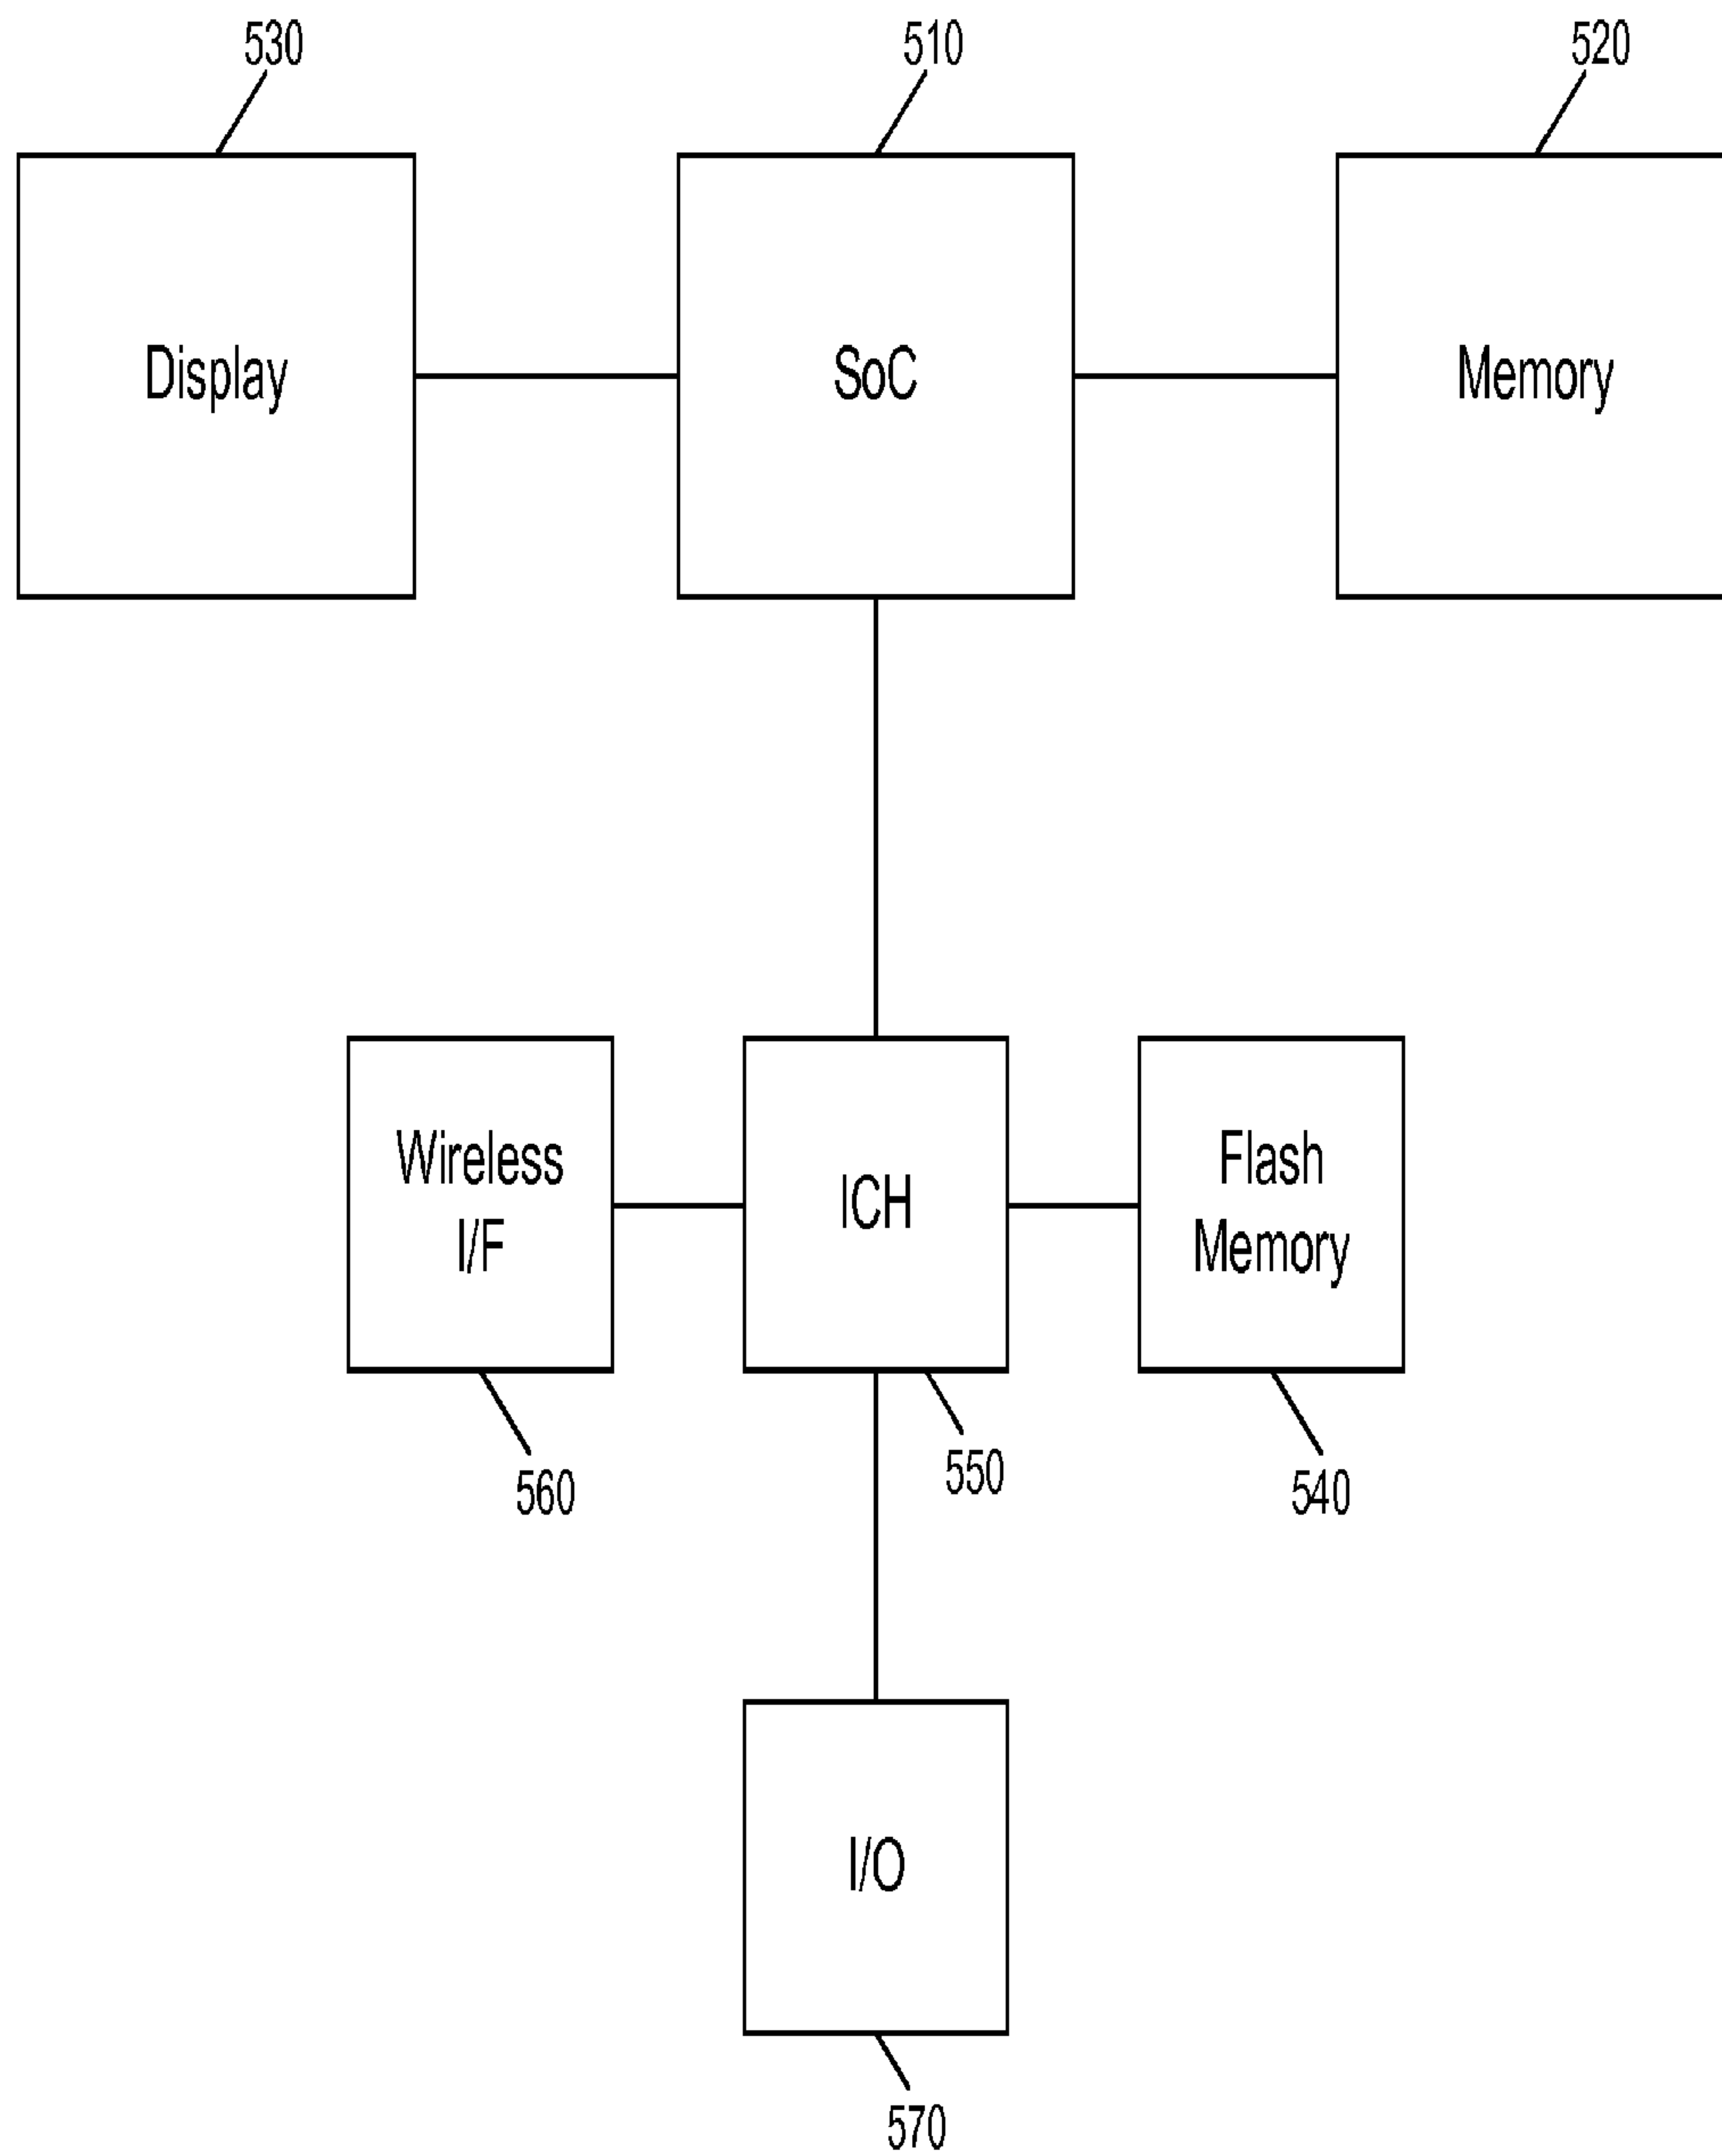 530
510
520
Display
SoC
Memory
Wireless
I/F
ICH
Flash
Memory
560
550
540
I/O
570